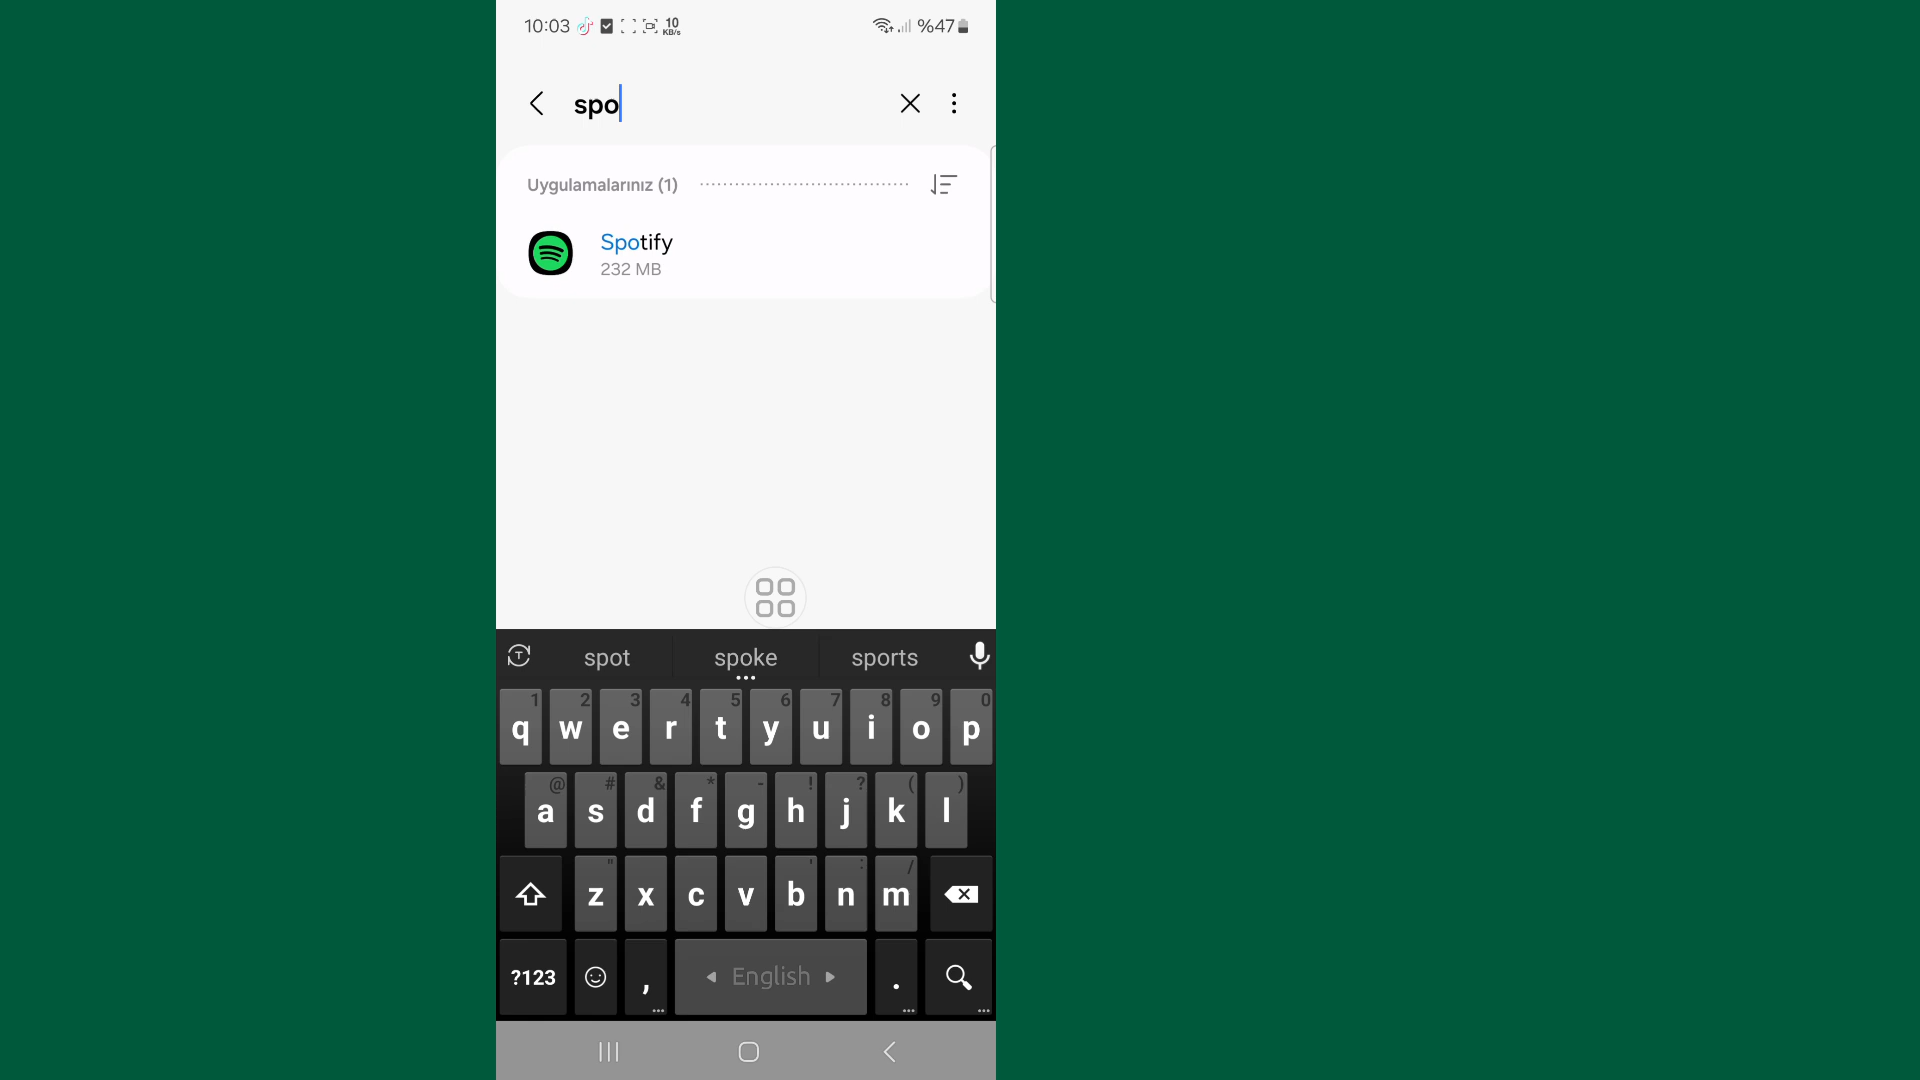 10:03 10 KB/s %47
spo
Uygulamalarınız (1)
Spotify
232 MB
spot spoke sports
1 2 3 4 5 6 7 8 9 0
q w e r t y u i o p
@ # & * - ! ? ( )
a s d f g h j k l
" ' : /
z x c v b n m
?123 , English .